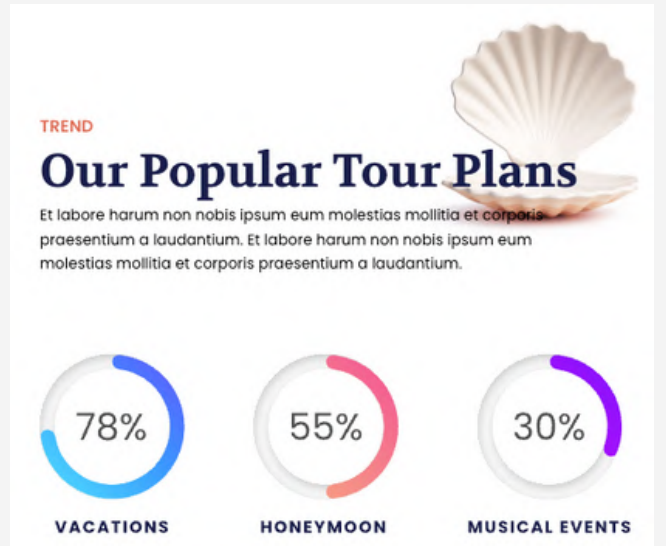 TREND
Our Popular Tour Plans
Et labore harum non nobis ipsum eum molestias mollitia et corporis
praesentium a laudantium. Et labore harum non nobis ipsum eum
molestias mollitia et corporis praesentium a laudantium.
78% 55% 30%
VACATIONS HONEYMOON MUSICAL EVENTS